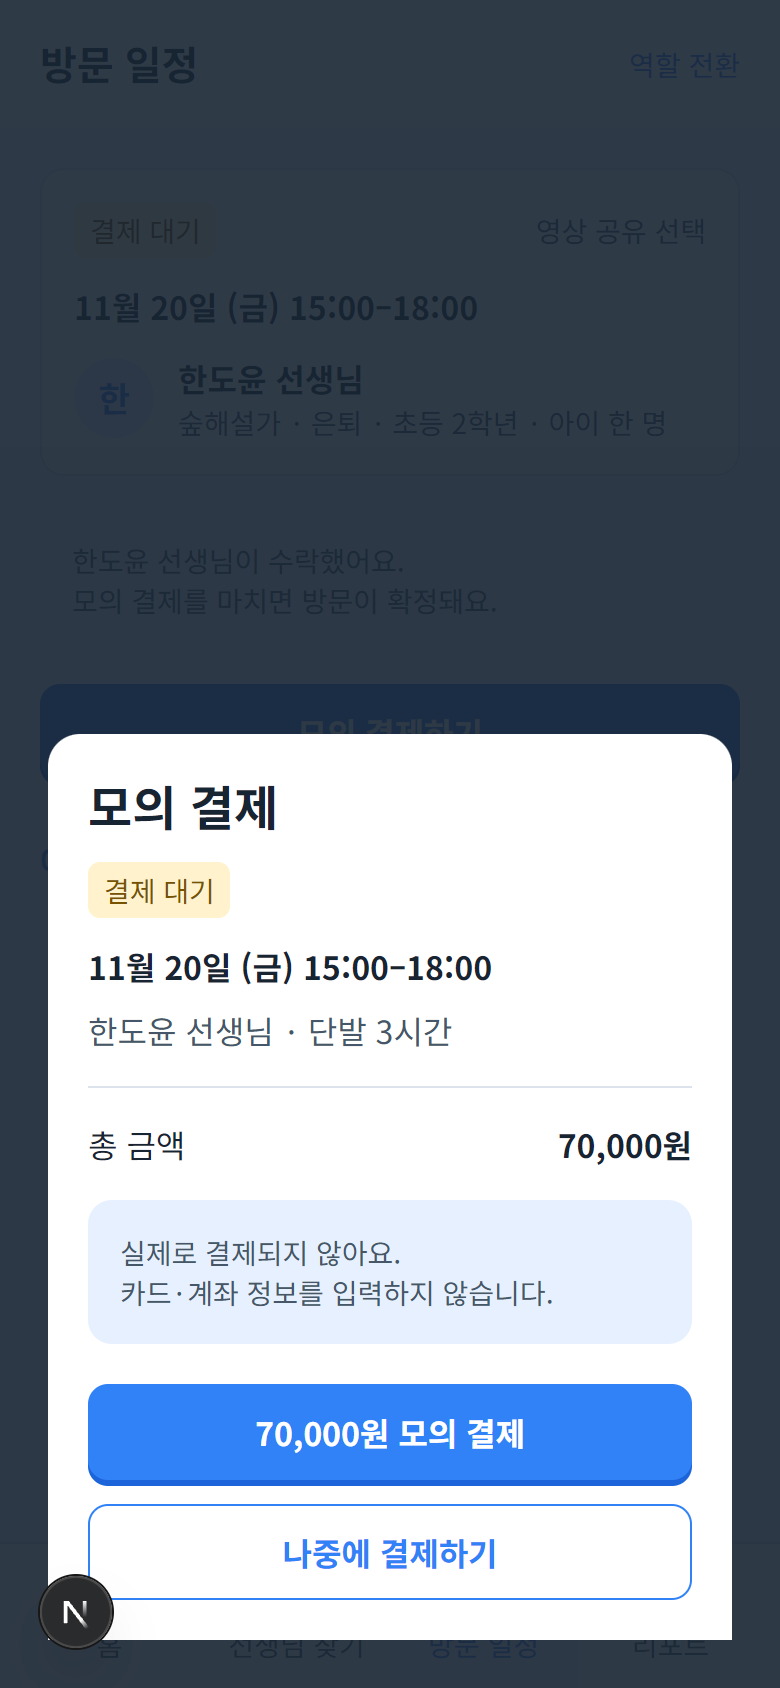 방문 일정
역할 전환
결제 대기
영상 공유 선택
11월 20일 (금) 15:00–18:00
한
한도윤 선생님
숲해설가 · 은퇴 · 초등 2학년 · 아이 한 명
한도윤 선생님이 수락했어요.
모의 결제를 마치면 방문이 확정돼요.
모의 결제하기
모의 결제
결제 대기
11월 20일 (금) 15:00–18:00
한도윤 선생님 · 단발 3시간
총 금액
70,000원
실제로 결제되지 않아요.
카드·계좌 정보를 입력하지 않습니다.
70,000원 모의 결제
나중에 결제하기
N
홈
선생님 찾기
방문 일정
리포트